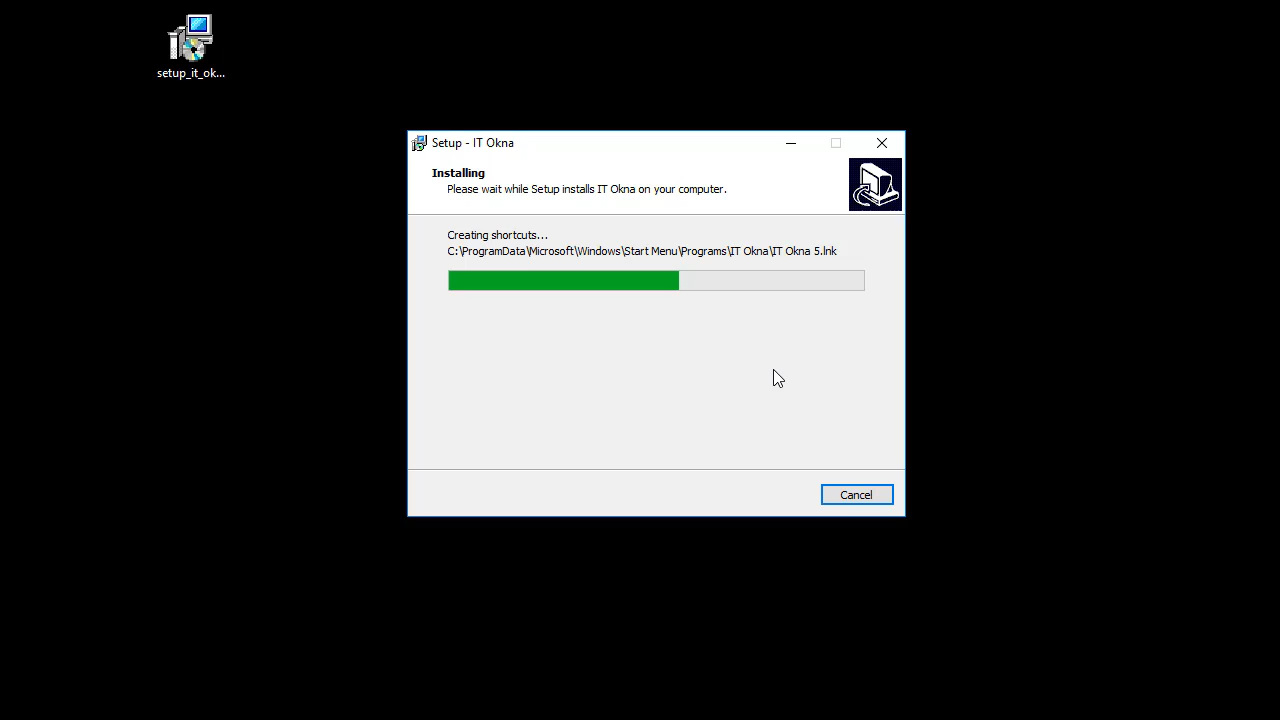 setup_it_ok...
Setup - IT Okna
Installing
Please wait while Setup installs IT Okna on your computer.
Creating shortcuts...
C:\ProgramData\Microsoft\Windows\Start Menu\Programs\IT Okna\IT Okna 5.lnk
Cancel